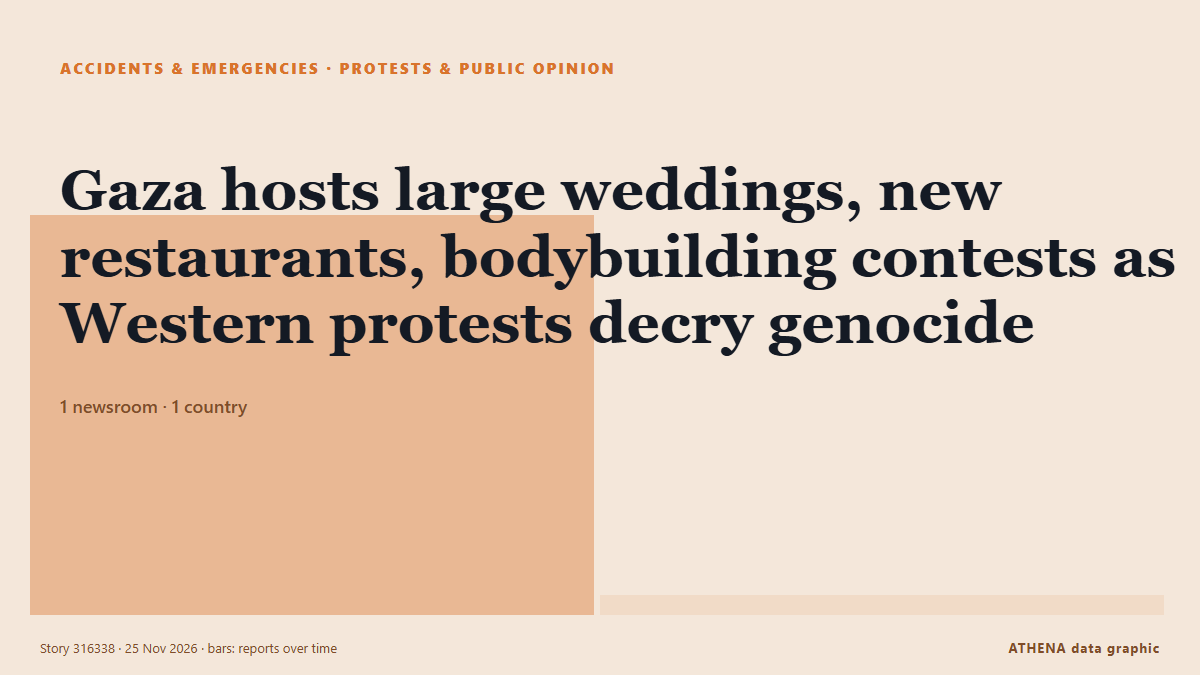 ACCIDENTS & EMERGENCIES · PROTESTS & PUBLIC OPINION
Gaza hosts large weddings, new
restaurants, bodybuilding contests as
Western protests decry genocide
1 newsroom · 1 country
Story 316338 · 25 Nov 2026 · bars: reports over time
ATHENA data graphic